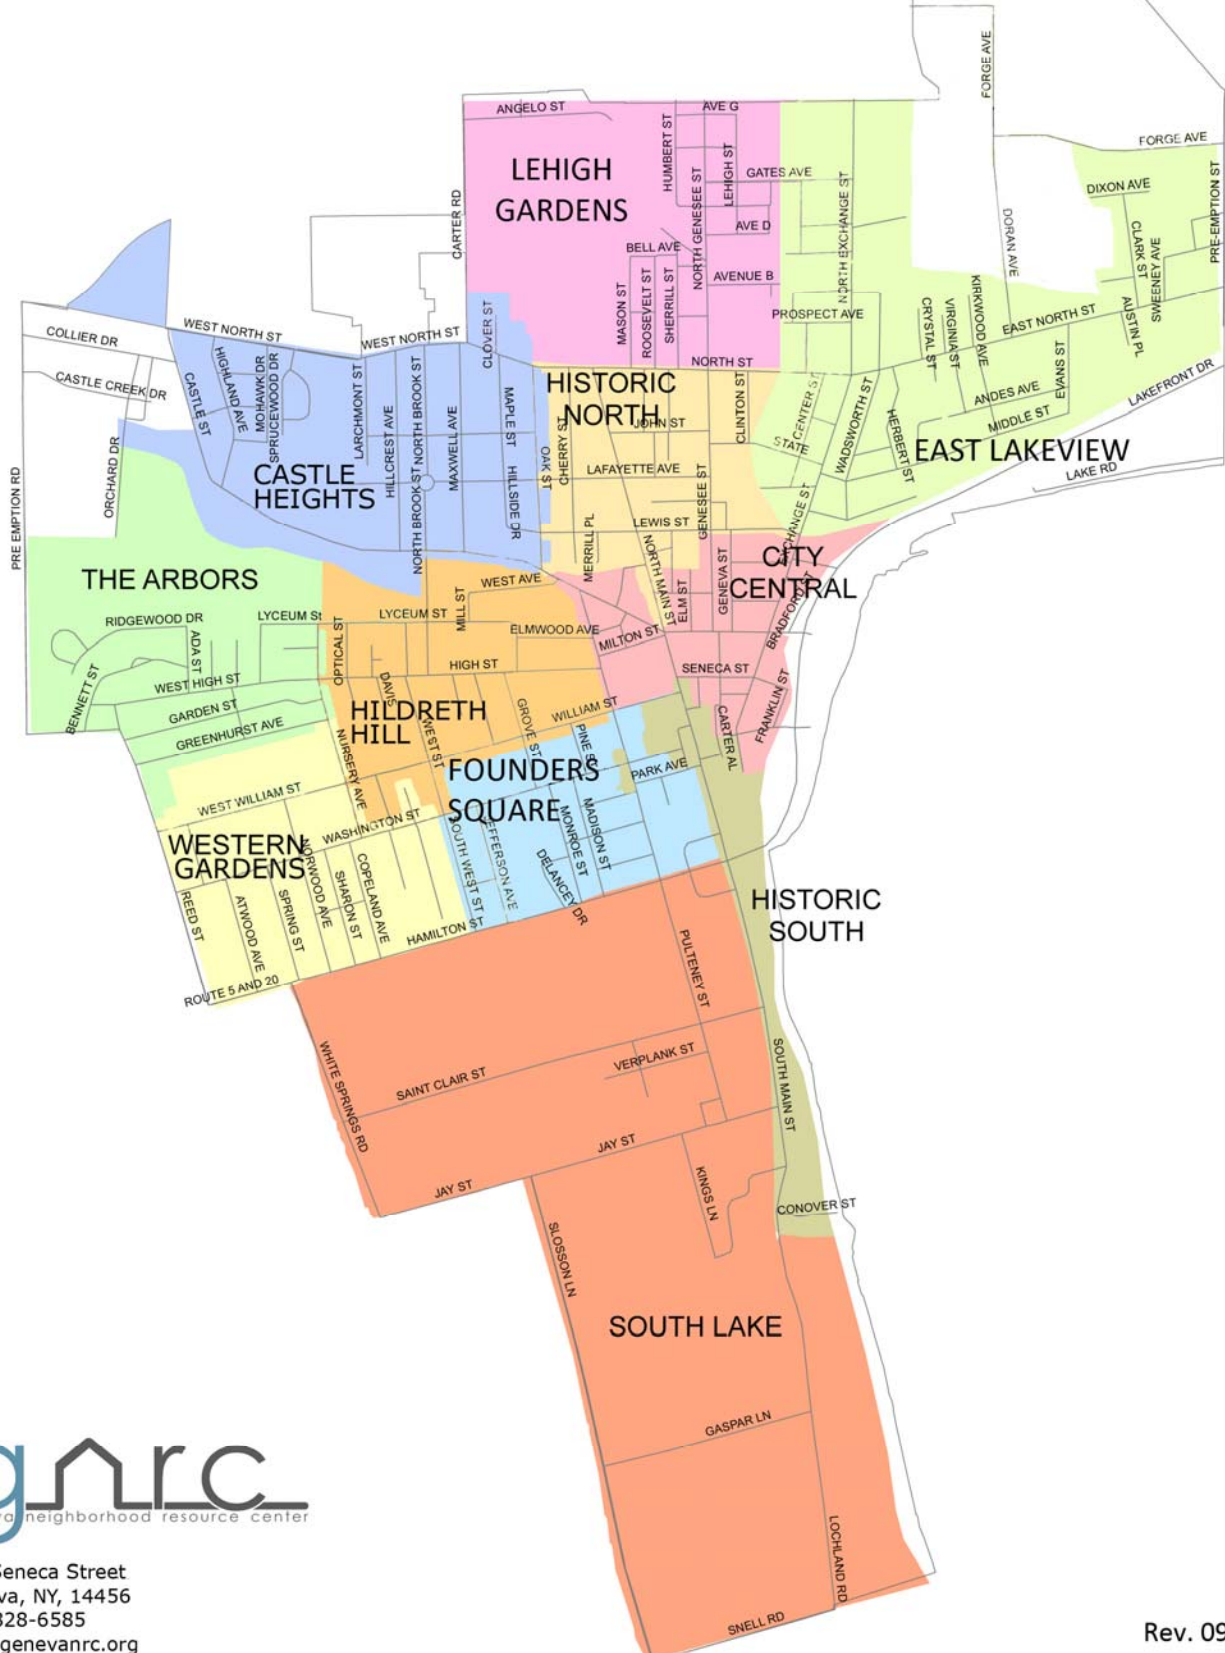 FORGE AVE
ANGELO ST
AVE G
FORGE AVE
HUMBERT ST
LEHIGH ST
LEHIGH
GARDENS
GATES AVE
DIXON AVE
PRE-EMPTION ST
CARTER RD
NORTH GENESEE ST
NORTH EXCHANGE ST
AVE D
CLARK ST
SWEENEY AVE
DORAN AVE
BELL AVE
AVENUE B
MASON ST
ROOSEVELT ST
SHERRILL ST
KIRKWOOD AVE
CRYSTAL ST
VIRGINIA ST
PROSPECT AVE
EAST NORTH ST
AUSTIN PL
COLLIER DR
WEST NORTH ST
WEST NORTH ST
CLOVER ST
NORTH ST
EVANS ST
CASTLE CREEK DR
CASTLE ST
HIGHLAND AVE
MOHAWK DR
SPRUCEWOOD DR
LARCHMONT ST
HILLCREST AVE
NORTH BROOK ST
NORTH BROOK ST
MAXWELL AVE
MAPLE ST
HILLSIDE DR
OAK ST
CHERRY ST
HISTORIC
NORTH
JOHN ST
CLINTON ST
CENTER ST
STATE
WADSWORTH ST
HERBERT ST
ANDES AVE
MIDDLE ST
LAKEFRONT DR
EAST LAKEVIEW
LAKE RD
PRE EMPTION RD
ORCHARD DR
CASTLE
HEIGHTS
LAFAYETTE AVE
GENESEE ST
LEWIS ST
MERRILL PL
NORTH MAIN ST
EXCHANGE ST
CITY
CENTRAL
THE ARBORS
WEST AVE
ELM ST
GENEVA ST
BRADFORD ST
RIDGEWOOD DR
LYCEUM St
LYCEUM ST
MILL ST
ELMWOOD AVE
MILTON ST
ADA ST
OPTICAL ST
HIGH ST
SENECA ST
BENNETT ST
WEST HIGH ST
DAVIS
GARDEN ST
GREENHURST AVE
HILDRETH
HILL
WEST ST
GROVE ST
WILLIAM ST
PINE ST
CARTER AL
FRANKLIN ST
NURSERY AVE
FOUNDERS
SQUARE
PARK AVE
WEST WILLIAM ST
WASHINGTON ST
WESTERN
GARDENS
SOUTH WEST ST
JEFFERSON AVE
MONROE ST
MADISON ST
DELANCEY DR
REED ST
ATWOOD AVE
SPRING ST
NORWOOD AVE
SHARON ST
COPELAND AVE
HAMILTON ST
ROUTE 5 AND 20
HISTORIC
SOUTH
PULTENEY ST
WHITE SPRINGS RD
SAINT CLAIR ST
VERPLANK ST
SOUTH MAIN ST
JAY ST
JAY ST
KINGS LN
CONOVER ST
SLOSSON LN
SOUTH LAKE
GASPAR LN
LOCHLAND RD
SNELL RD
gnrc
neighborhood resource center
Seneca Street
va, NY, 14456
828-6585
genevanrc.org
Rev. 09